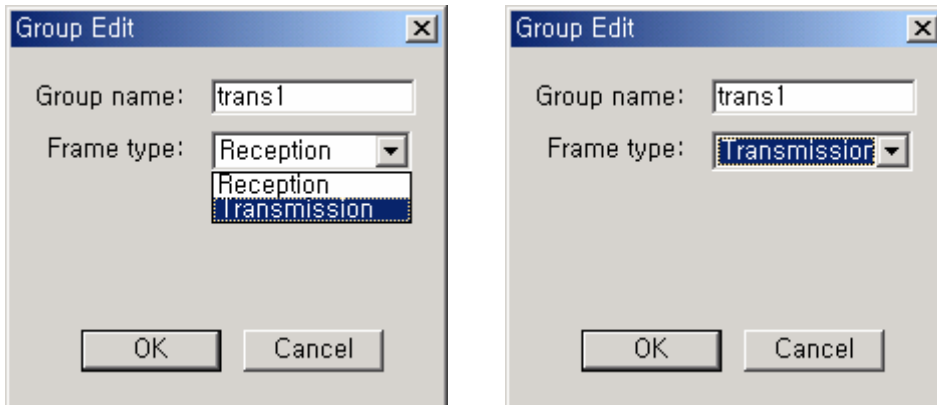 Group Edit
Group name: trans1
Frame type: Reception
Reception
Transmission
OK Cancel
Group Edit
Group name: trans1
Frame type: Transmission
OK Cancel